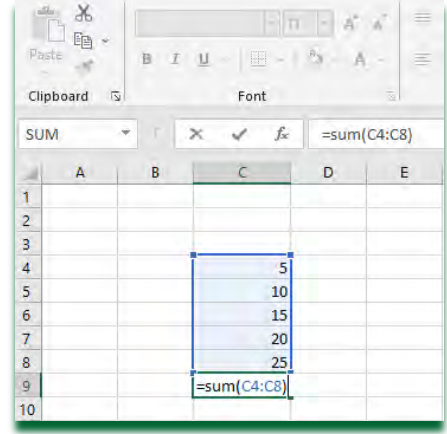 11 A A
Paste
B I U A
Clipboard Font
SUM fx =sum(C4:C8)
A B C D E
1
2
3
4 5
5 10
6 15
7 20
8 25
9 =sum(C4:C8)
10